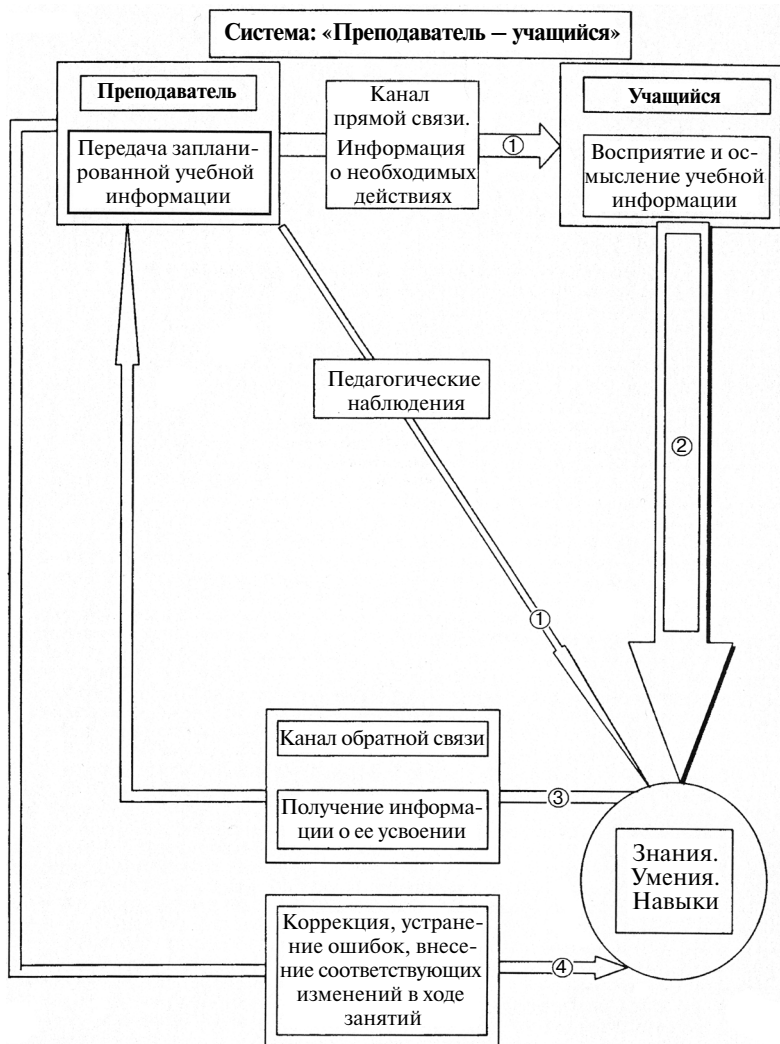 Система: «Преподаватель – учащийся»
Преподаватель
Передача заплани-
рованной учебной
информации
Канал
прямой связи.
Информация
о необходимых
действиях
①
Учащийся
Восприятие и ос-
мысление учебной
информации
Педагогические
наблюдения
②
①
Канал обратной связи
Получение информа-
ции о ее усвоении
③
Знания.
Умения.
Навыки
Коррекция, устране-
ние ошибок, внесе-
ние соответствующих
изменений в ходе
занятий
④